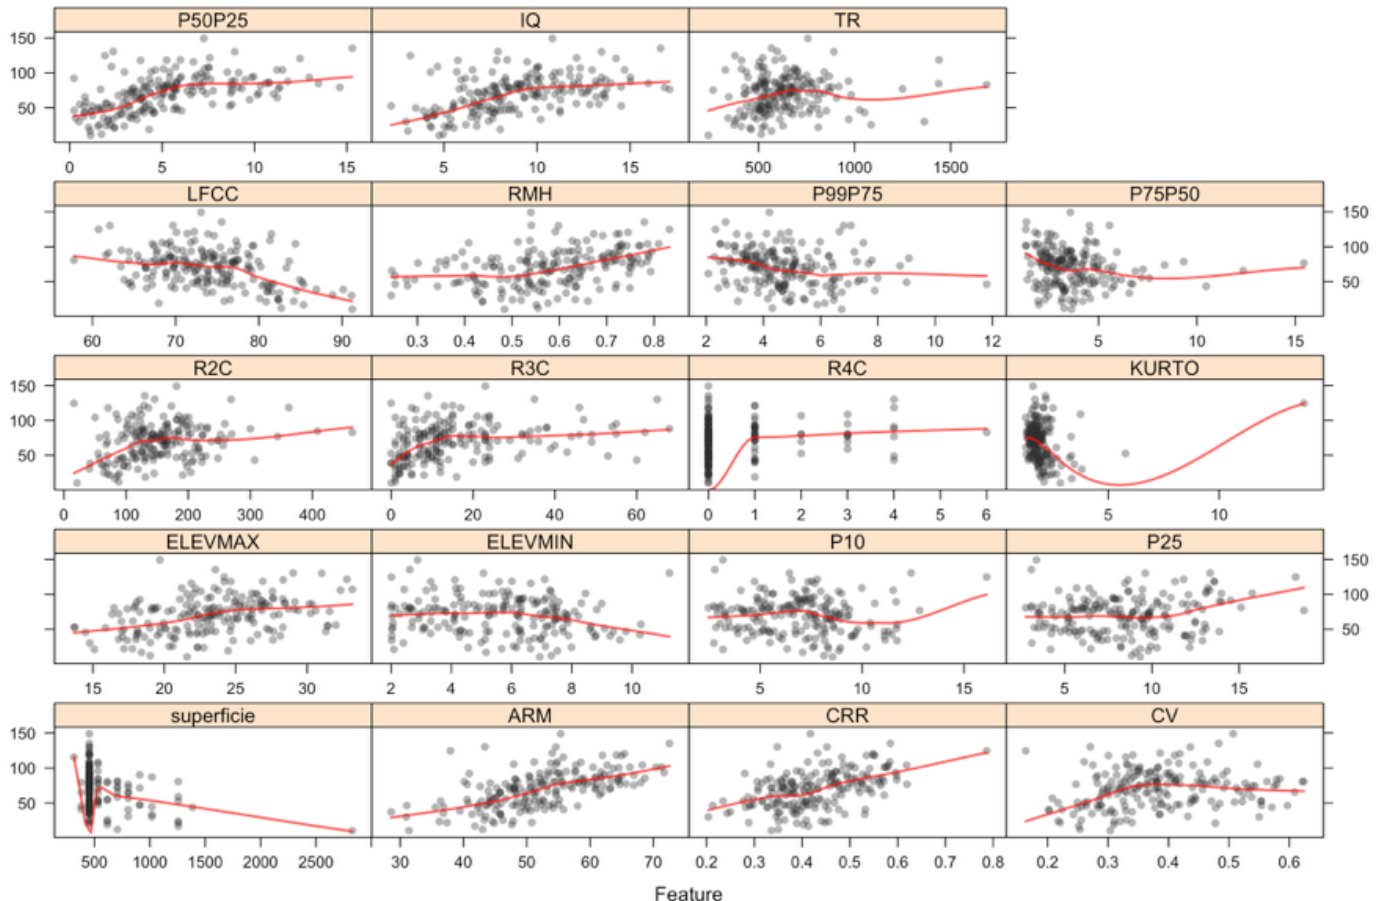 P50P25 IQ TR
150
100
50
0 5 10 15 5 10 15 500 1000 1500
LFCC RMH P99P75 P75P50
150
100
50
60 70 80 90 0.3 0.4 0.5 0.6 0.7 0.8 2 4 6 8 10 12 5 10 15
R2C R3C R4C KURTO
150
100
50
0 100 200 300 400 0 20 40 60 0 1 2 3 4 5 6 5 10
ELEVMAX ELEVMIN P10 P25
150
100
50
15 20 25 30 2 4 6 8 10 5 10 15 5 10 15
superficie ARM CRR CV
150
100
50
500 1000 1500 2000 2500 30 40 50 60 70 0.2 0.3 0.4 0.5 0.6 0.7 0.8 0.2 0.3 0.4 0.5 0.6
Feature